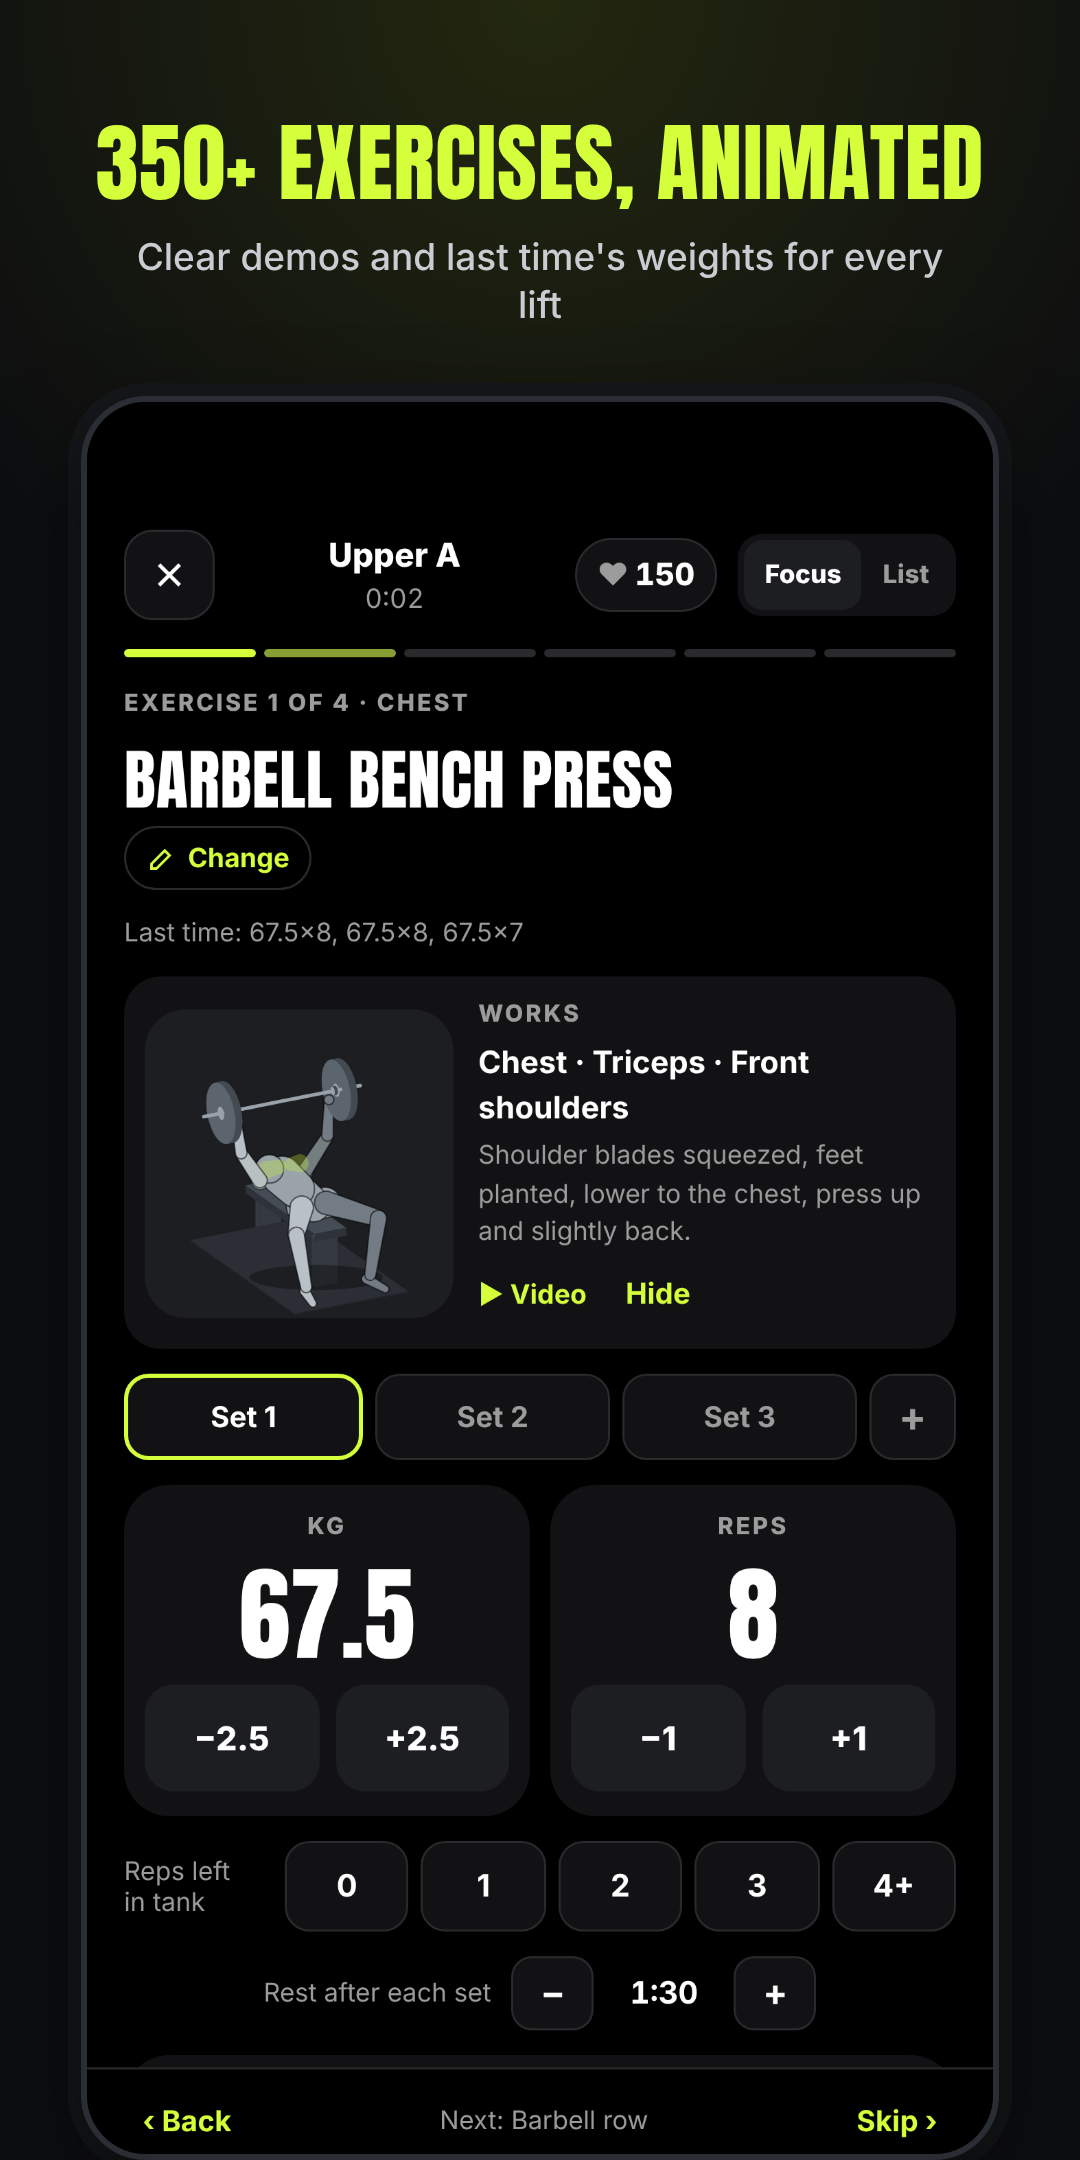 350+ EXERCISES, ANIMATED
Clear demos and last time's weights for every
lift
Upper A
0:02
150
Focus
List
EXERCISE 1 OF 4 · CHEST
BARBELL BENCH PRESS
Change
Last time: 67.5×8, 67.5×8, 67.5×7
WORKS
Chest · Triceps · Front
shoulders
Shoulder blades squeezed, feet
planted, lower to the chest, press up
and slightly back.
▶ Video
Hide
Set 1
Set 2
Set 3
+
KG
67.5
−2.5
+2.5
REPS
8
−1
+1
Reps left
in tank
0
1
2
3
4+
Rest after each set
−
1:30
+
‹ Back
Next: Barbell row
Skip ›